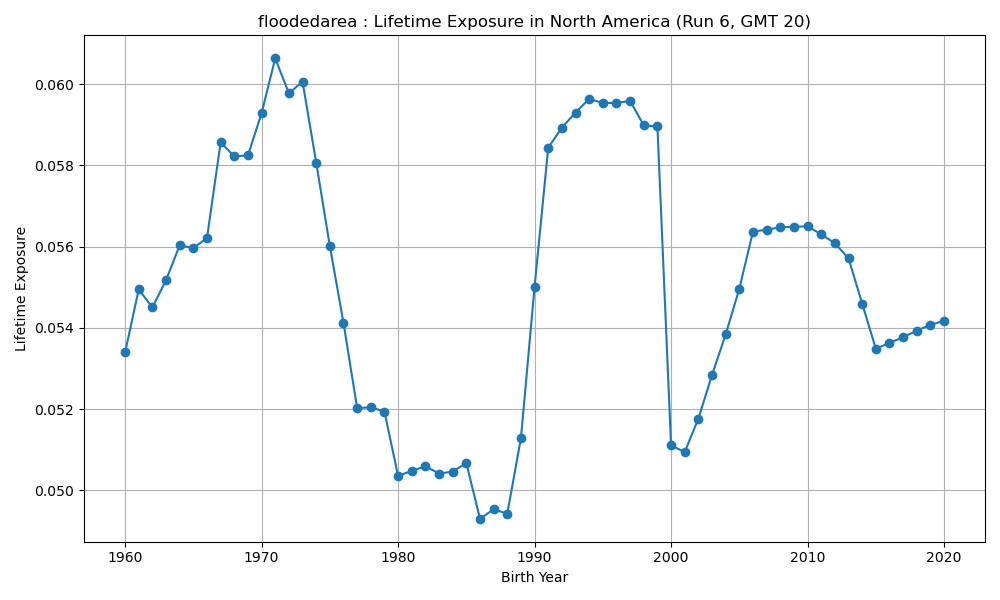 floodedarea : Lifetime Exposure in North America (Run 6, GMT 20)
Lifetime Exposure
0.060
0.058
0.056
0.054
0.052
0.050
1960 1970 1980 1990 2000 2010 2020
Birth Year